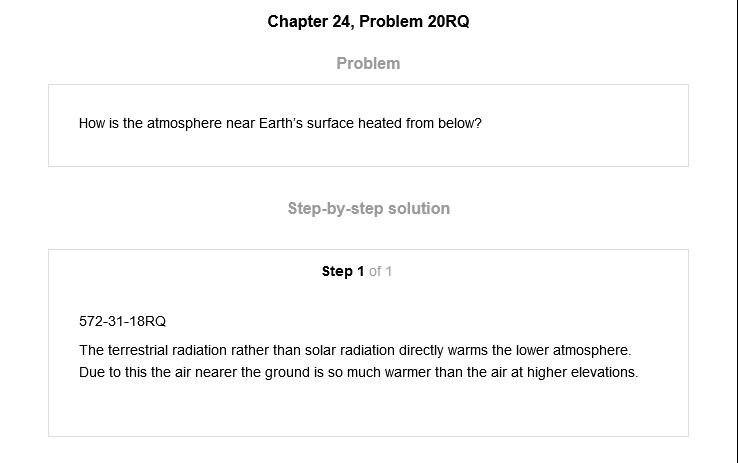 Chapter 24, Problem 20RQ
Problem
How is the atmosphere near Earth's surface heated from below?
Step-by-step solution
Step 1 of 1
572-31-18RQ
The terrestrial radiation rather than solar radiation directly warms the lower atmosphere.
Due to this the air nearer the ground is so much warmer than the air at higher elevations.